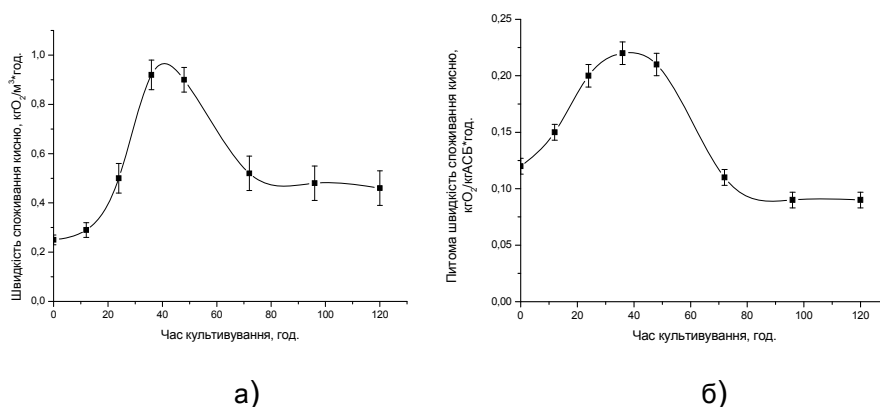 Швидкість споживання кисню, кгO₂/м³*год.
1,0
0,8
0,6
0,4
0,2
0,0
0 20 40 60 80 100 120
Час культивування, год.
а)
Питома швидкість споживання кисню,
кгO₂/кгАСБ*год.
0,25
0,20
0,15
0,10
0,05
0,00
0 20 40 60 80 100 120
Час культивування, год.
б)